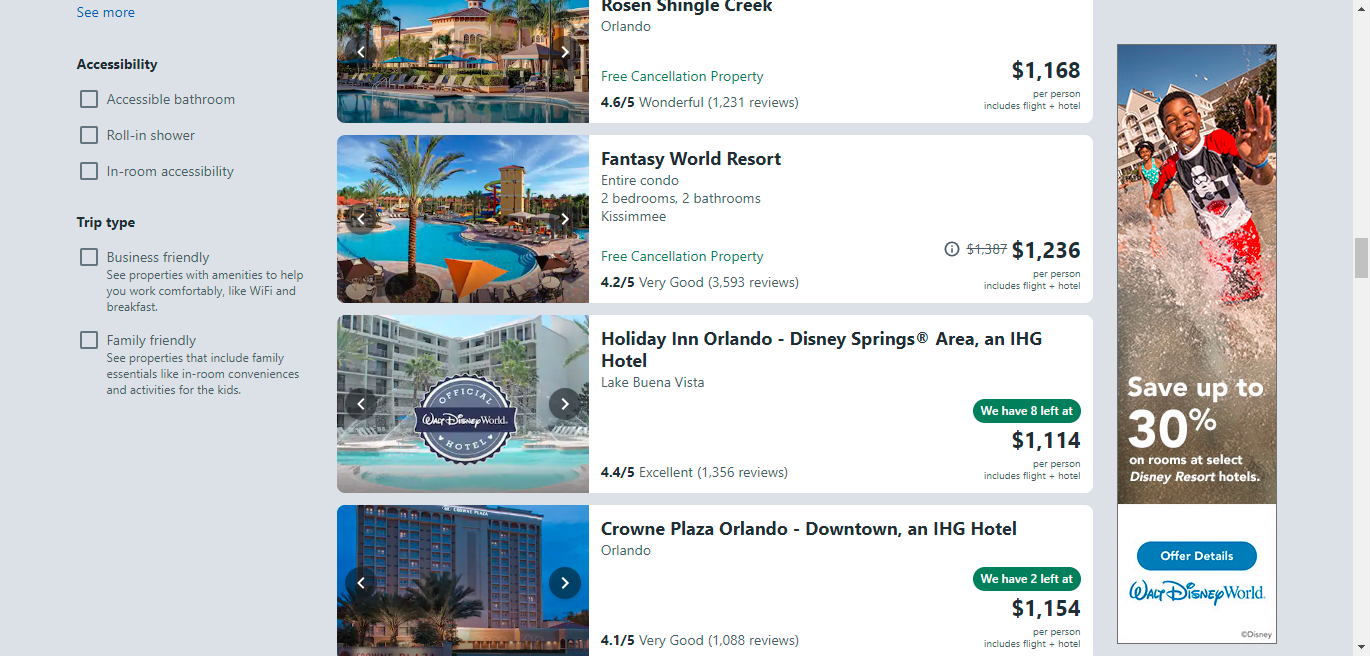 See more
Accessibility
Accessible bathroom
Roll-in shower
In-room accessibility
Trip type
Business friendly
See properties with amenities to help
you work comfortably, like WiFi and
breakfast.
Family friendly
See properties that include family
essentials like in-room conveniences
and activities for the kids.
Rosen Shingle Creek
Orlando
Free Cancellation Property
4.6/5 Wonderful (1,231 reviews)
$1,168
per person
includes flight + hotel
Fantasy World Resort
Entire condo
2 bedrooms, 2 bathrooms
Kissimmee
Free Cancellation Property
4.2/5 Very Good (3,593 reviews)
$1,387 $1,236
per person
includes flight + hotel
OFFICIAL
Walt Disney World.
HOTEL
Holiday Inn Orlando - Disney Springs® Area, an IHG
Hotel
Lake Buena Vista
We have 8 left at
$1,114
per person
includes flight + hotel
4.4/5 Excellent (1,356 reviews)
CROWNE PLAZA
CROWNE PLAZA
Crowne Plaza Orlando - Downtown, an IHG Hotel
Orlando
We have 2 left at
$1,154
per person
includes flight + hotel
4.1/5 Very Good (1,088 reviews)
Save up to
30%
on rooms at select
Disney Resort hotels.
Offer Details
Walt Disney World.
©Disney